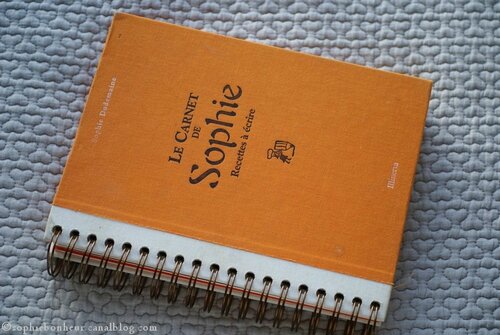 Sophie Dudemaine
LE CARNET
DE
Sophie
Recettes à écrire
Minerva
©sophiebonheur.canalblog.com